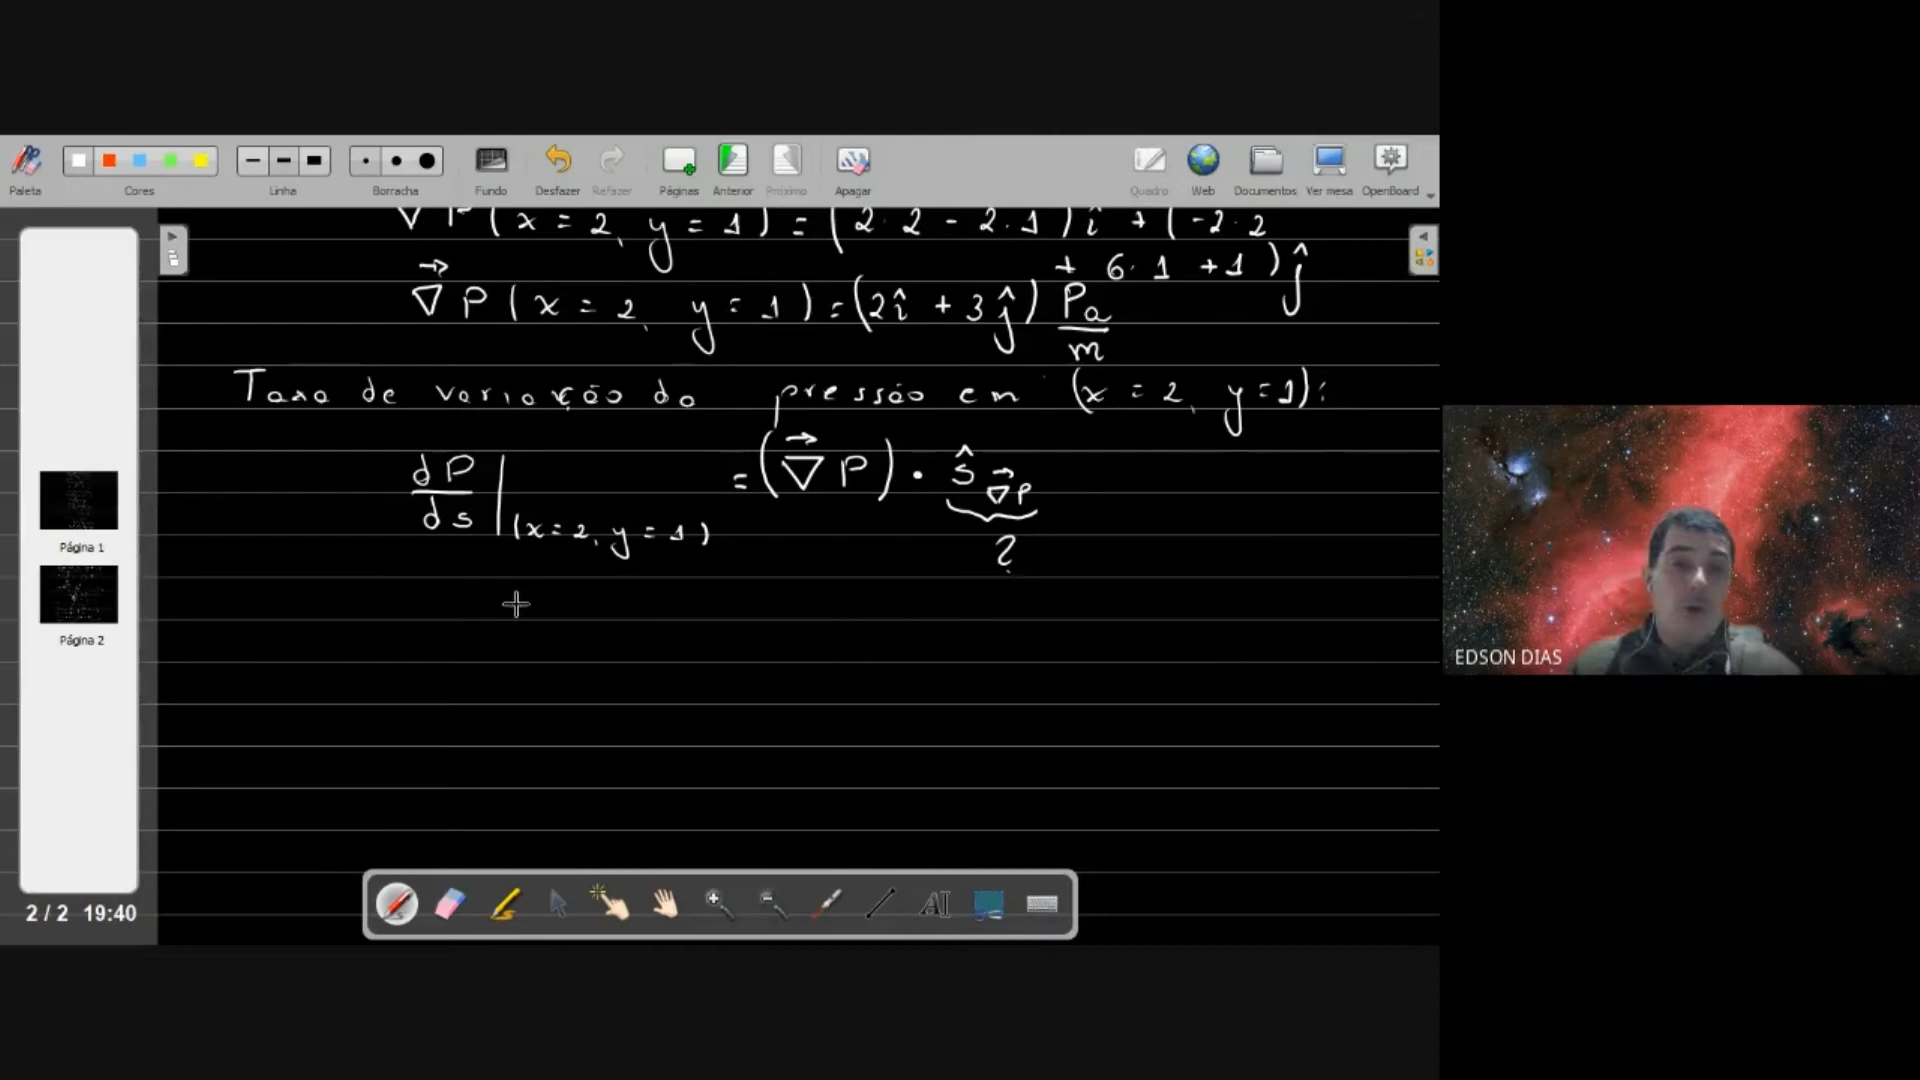 Paleta Cores Linha Borracha Fundo Desfazer Refazer Páginas Anterior Próximo Apagar Quadro Web Documentos Ver mesa OpenBoard
∇P(x = 2, y = 1) = (2·2 - 2·1)î + (-2·2
+ 6·1 + 1)ĵ
∇⃗P(x = 2, y = 1) = (2î + 3ĵ) Pa/m
Taxa de variação da pressão em (x = 2, y = 1):
dP/ds|(x = 2, y = 1) = (∇⃗P) · ŝ∇⃗P
?
Página 1
Página 2
2 / 2 19:40
AI
EDSON DIAS